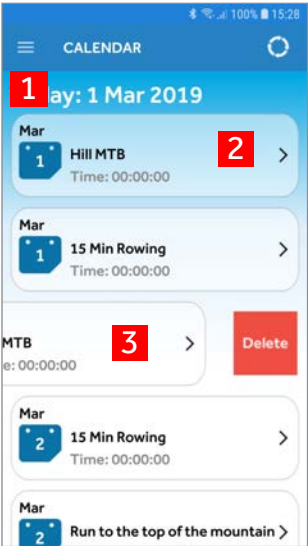 100% 15:28
CALENDAR
1 ay: 1 Mar 2019
Mar
1 Hill MTB 2
Time: 00:00:00
Mar
1 15 Min Rowing
Time: 00:00:00
MTB 3 Delete
e: 00:00:00
Mar
2 15 Min Rowing
Time: 00:00:00
Mar
2 Run to the top of the mountain